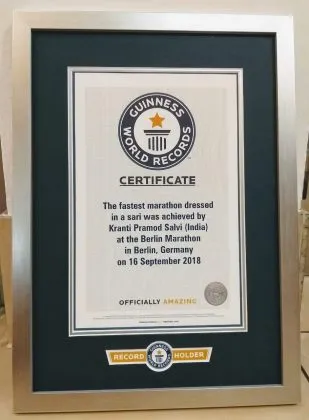 GUINNESS
WORLD RECORDS
CERTIFICATE
The fastest marathon dressed
in a sari was achieved by
Kranti Pramod Salvi (India)
at the Berlin Marathon
in Berlin, Germany
on 16 September 2018
OFFICIALLY AMAZING
RECORD HOLDER